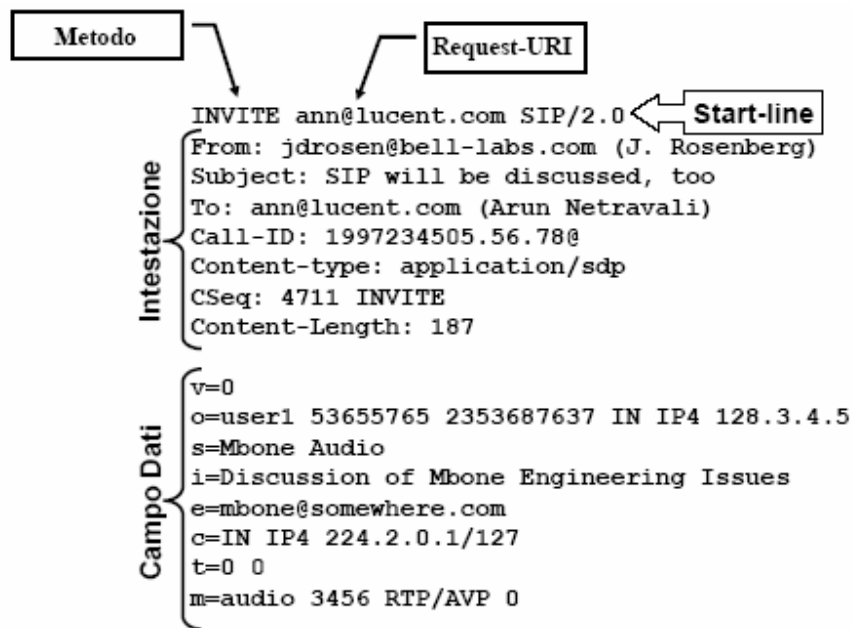 Metodo
Request-URI
INVITE ann@lucent.com SIP/2.0
Start-line
Intestazione
From: jdrosen@bell-labs.com (J. Rosenberg)
Subject: SIP will be discussed, too
To: ann@lucent.com (Arun Netravali)
Call-ID: 1997234505.56.78@
Content-type: application/sdp
CSeq: 4711 INVITE
Content-Length: 187
Campo Dati
v=0
o=user1 53655765 2353687637 IN IP4 128.3.4.5
s=Mbone Audio
i=Discussion of Mbone Engineering Issues
e=mbone@somewhere.com
c=IN IP4 224.2.0.1/127
t=0 0
m=audio 3456 RTP/AVP 0